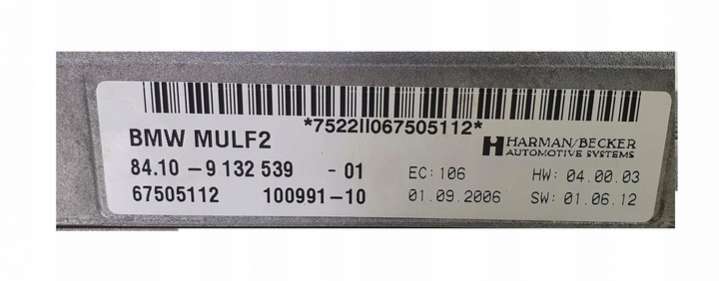 *7522II067505112*
BMW MULF2
HARMAN/BECKER
AUTOMOTIVE SYSTEMS
84.10-9 132 539 - 01 EC: 106 HW: 04.00.03
67505112 100991-10 01.09.2006 SW: 01.06.12